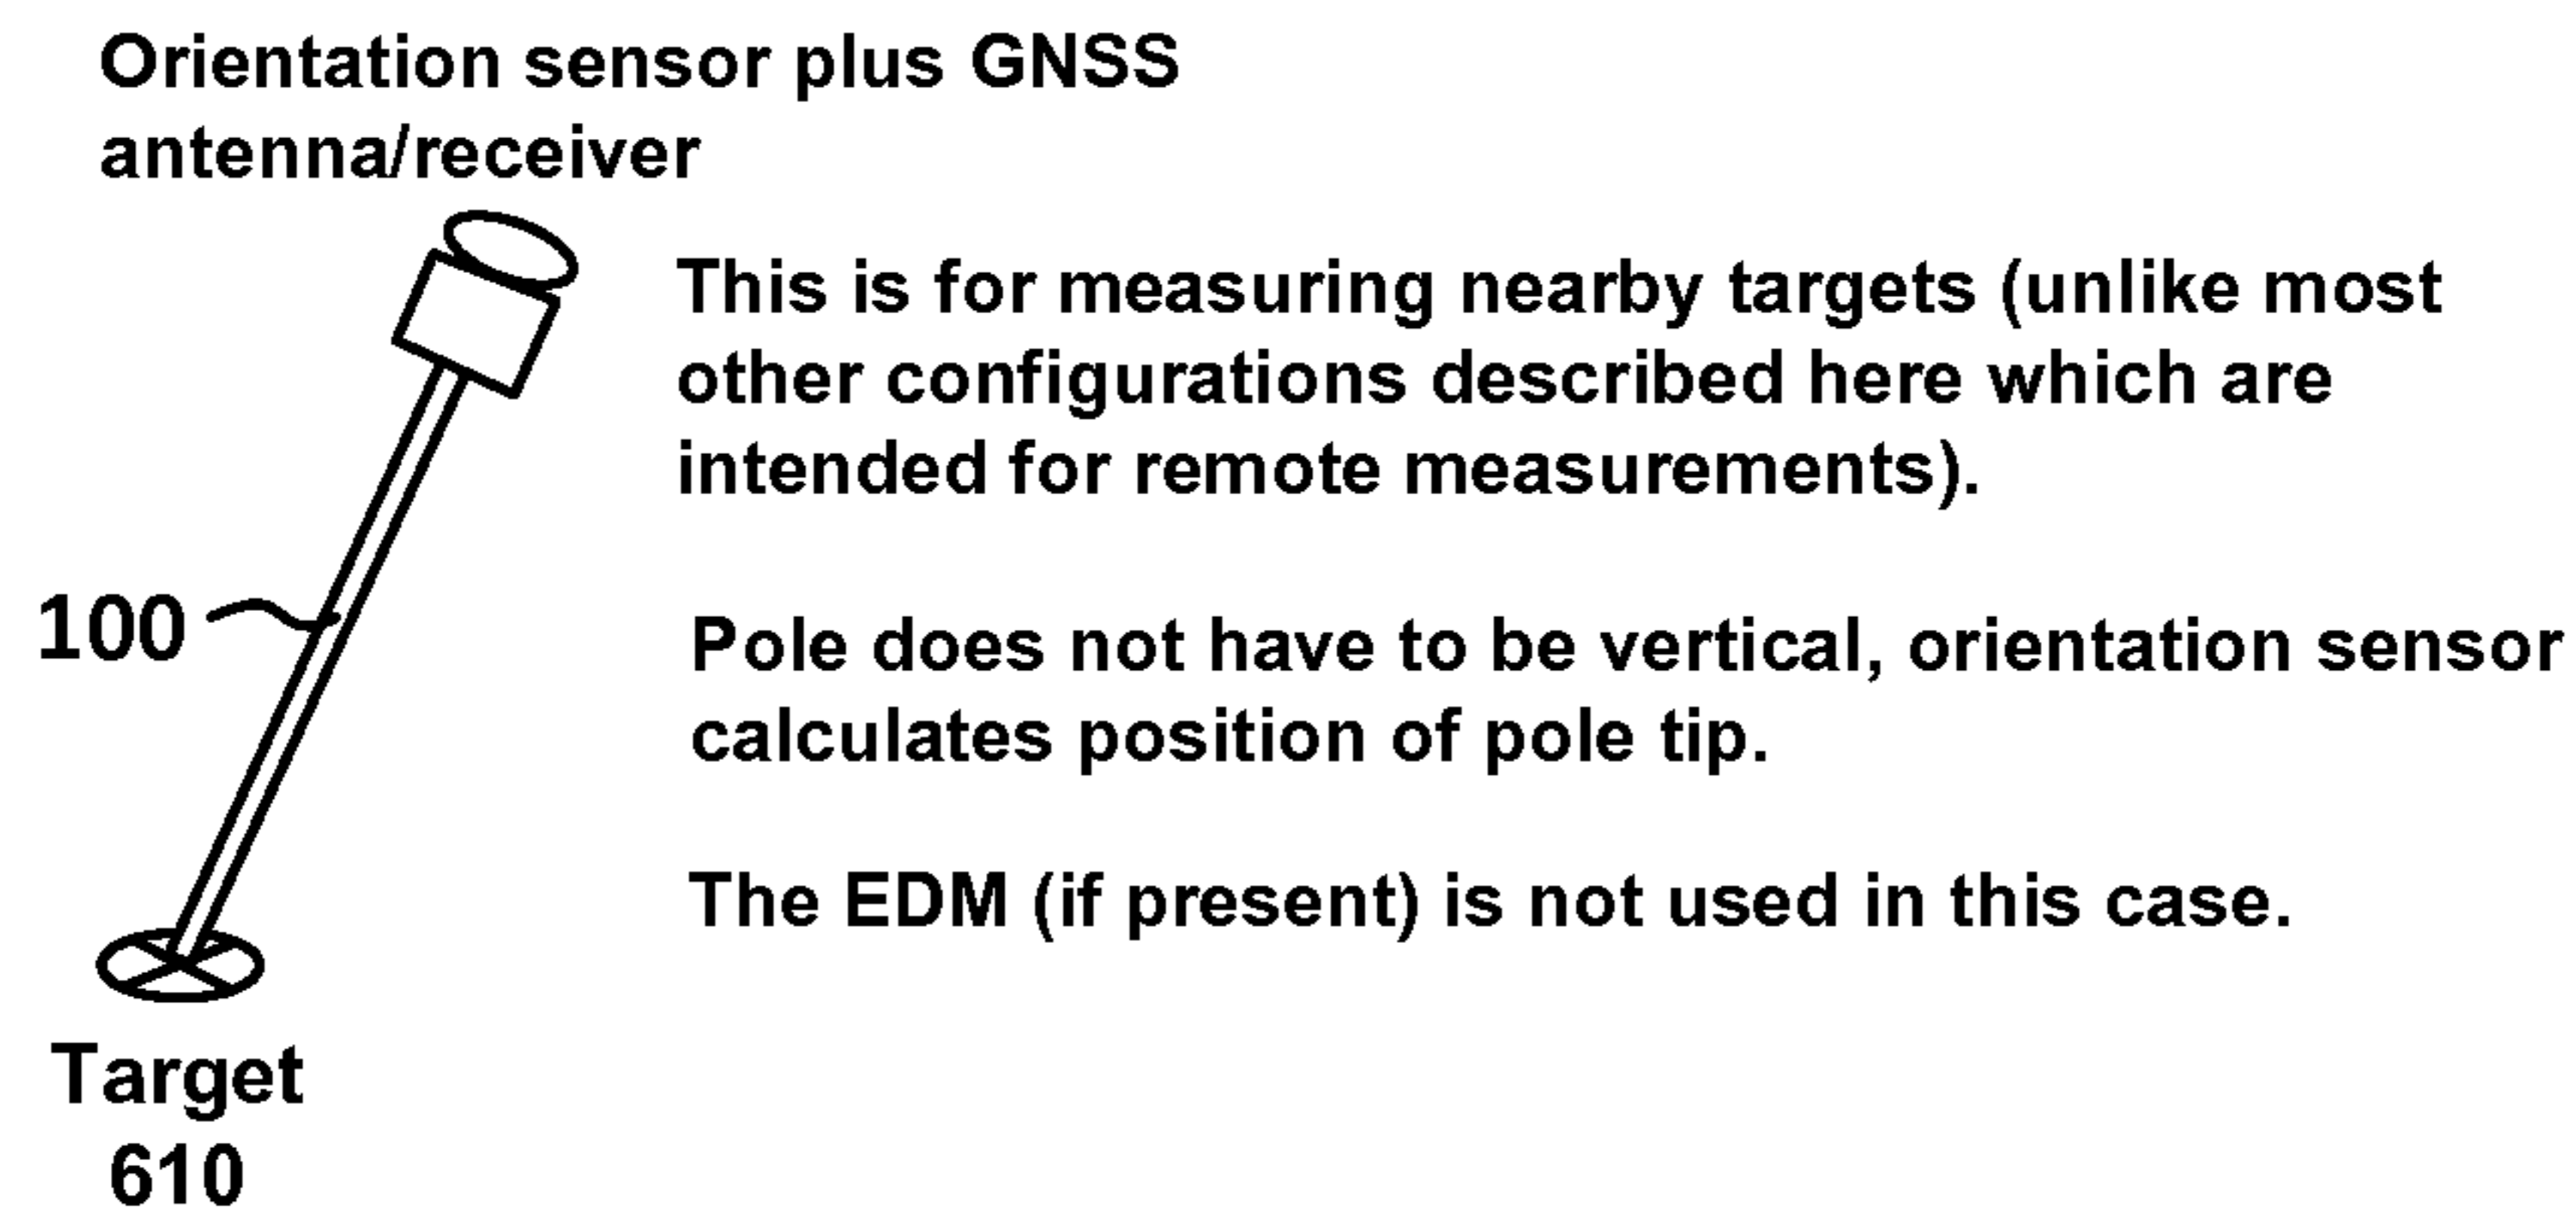 Orientation sensor plus GNSS
antenna/receiver
This is for measuring nearby targets (unlike most
other configurations described here which are
intended for remote measurements).
100
Pole does not have to be vertical, orientation sensor
calculates position of pole tip.
The EDM (if present) is not used in this case.
Target
610